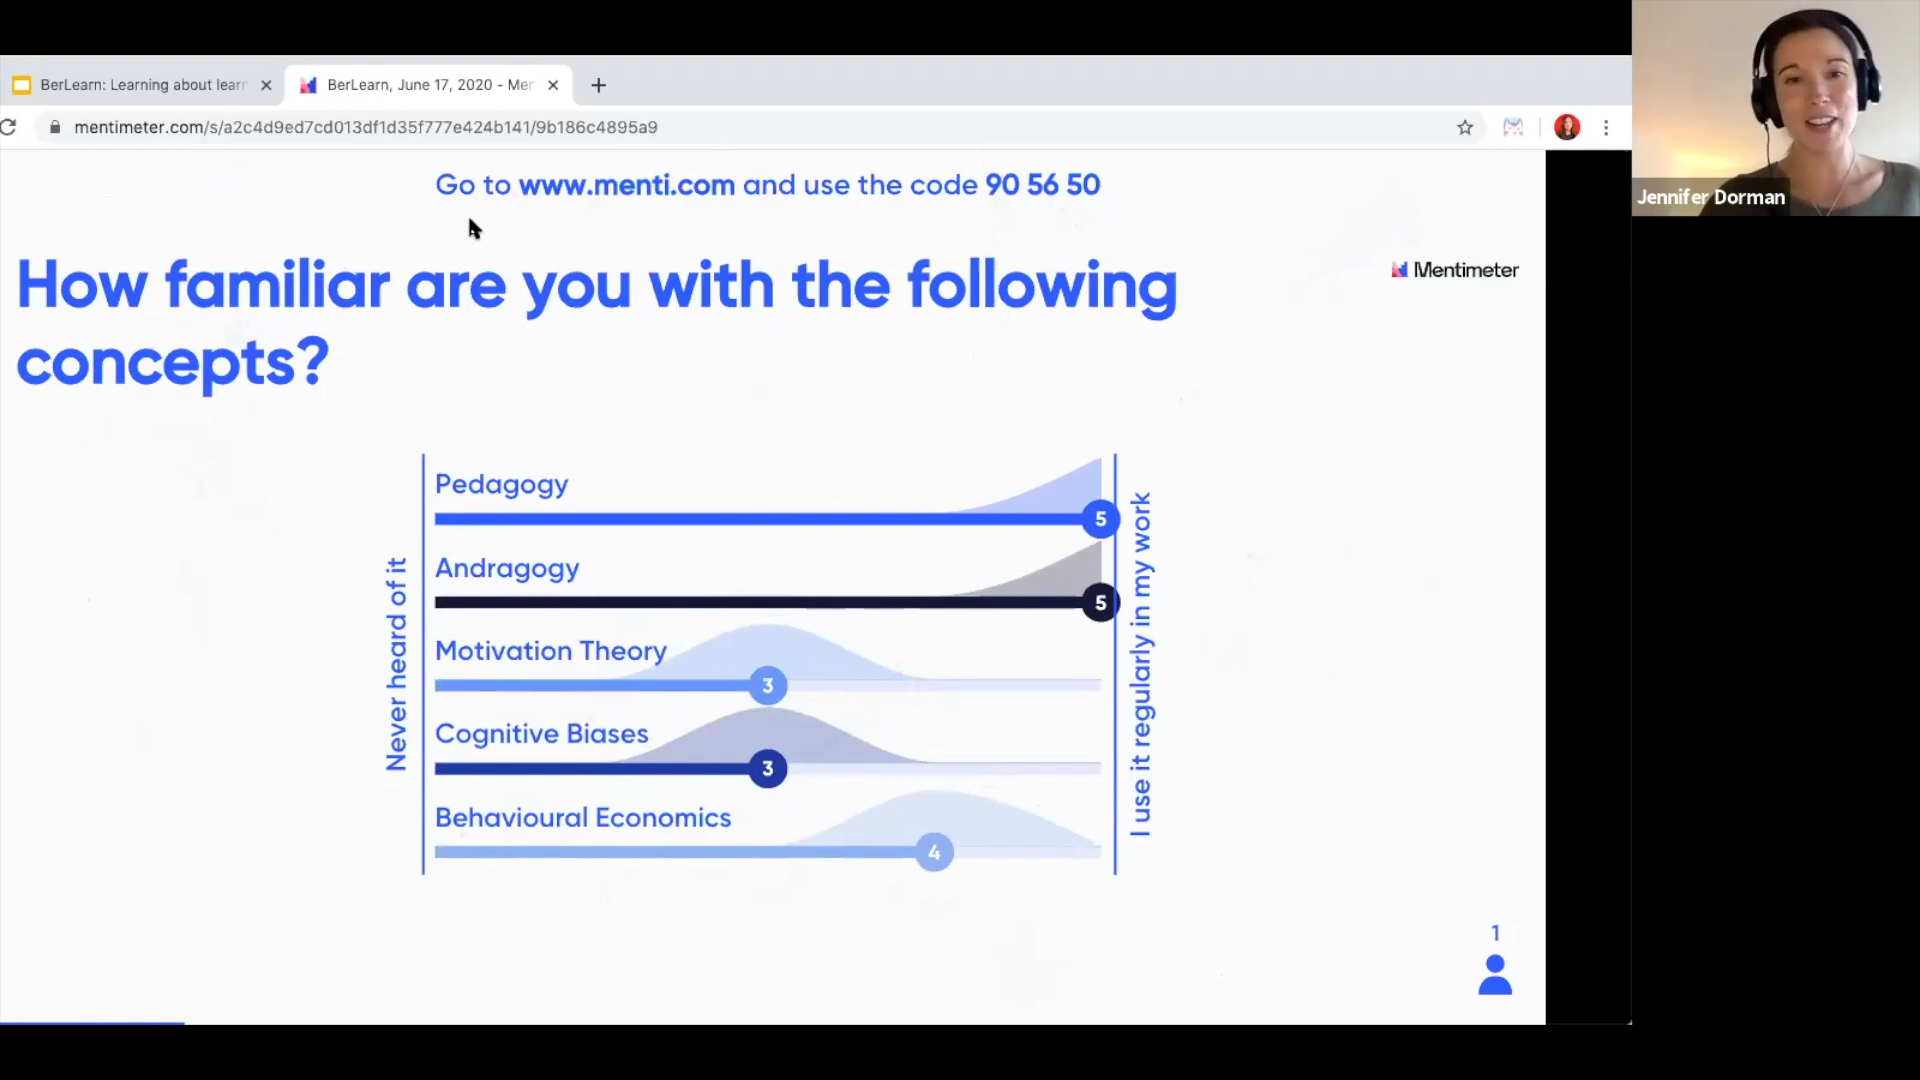 BerLearn: Learning about learn
BerLearn, June 17, 2020 - Mer
mentimeter.com/s/a2c4d9ed7cd013df1d35f777e424b141/9b186c4895a9
Jennifer Dorman
Go to www.menti.com and use the code 90 56 50
How familiar are you with the following
concepts?
Mentimeter
Never heard of it
Pedagogy
5
Andragogy
5
Motivation Theory
3
Cognitive Biases
3
Behavioural Economics
4
I use it regularly in my work
1